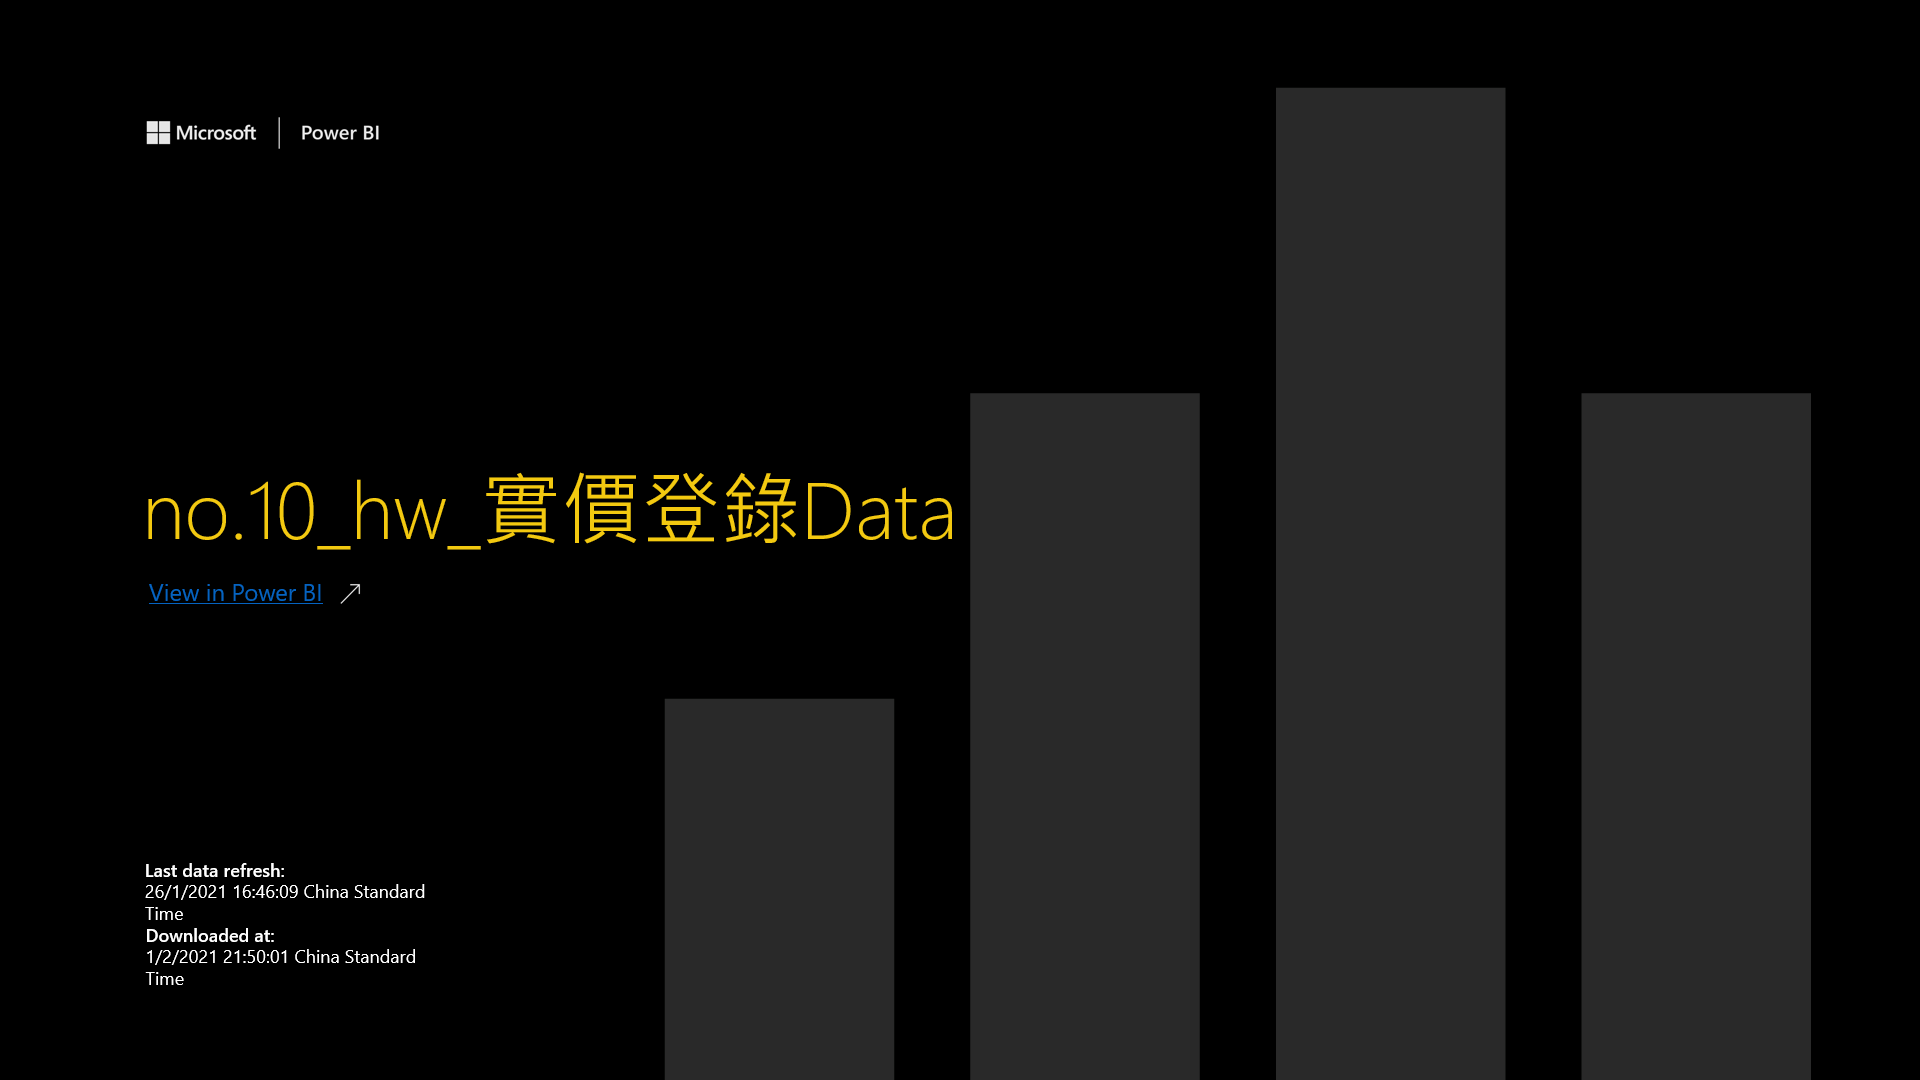 Microsoft | Power BI
no.10_hw_實價登錄Data
View in Power BI
Last data refresh:
26/1/2021 16:46:09 China Standard
Time
Downloaded at:
1/2/2021 21:50:01 China Standard
Time